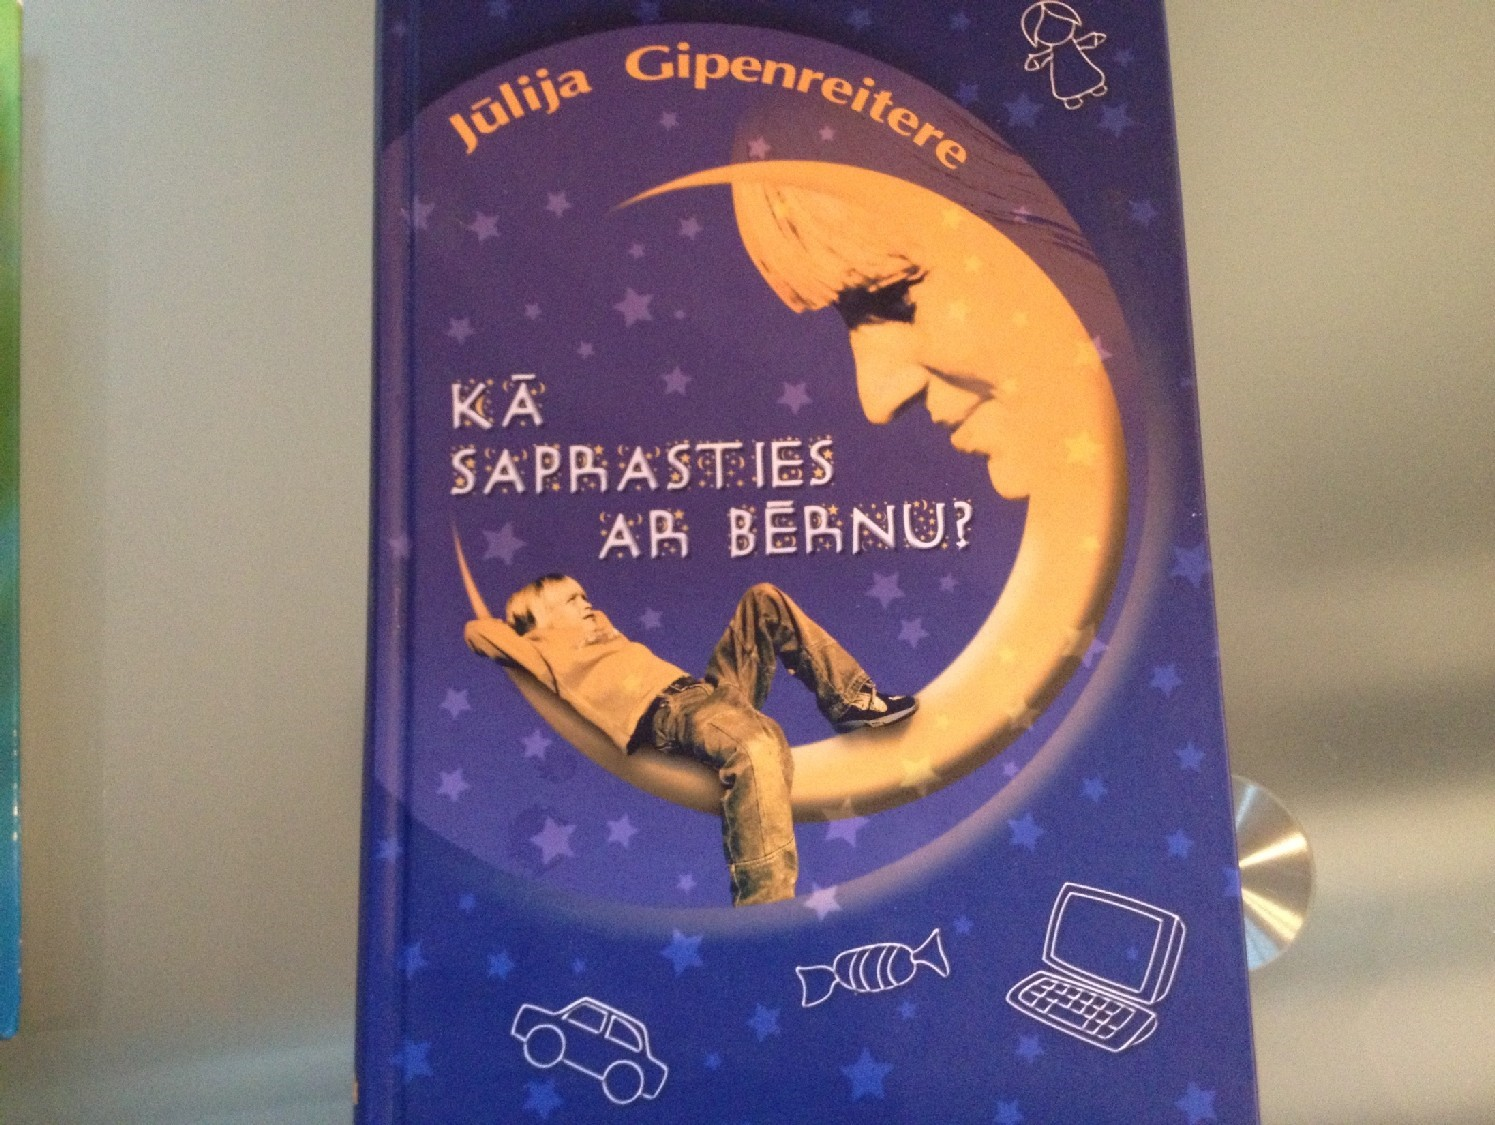 Jūlija Gipenreitere
KĀ
SAPRASTIES
AR BĒRNU?